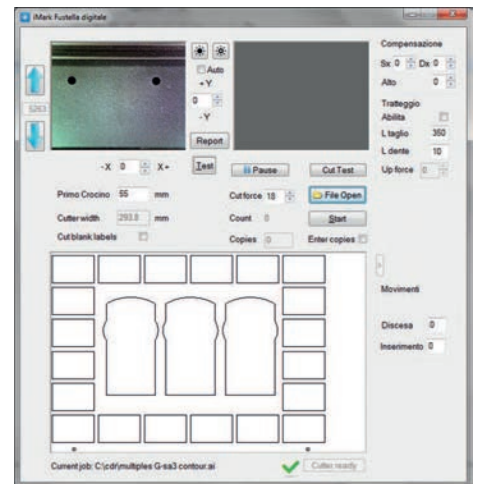 iMark Fustella digitale
Compensazione
Sx 0 Dx 0
Alto 0
Auto
+Y
0
-Y
5263
Tratteggio
Abilita
L taglio 350
L dente 10
Up force 0
Report
-X 0 X+
Test
Pause
Cut Test
Primo Crocino 55 mm
Cut force 18
File Open
Cutter width 293.8 mm
Count 0
Start
Cut blank labels
Copies 0
Enter copies
>
Movimenti
Discesa 0
Inserimento 0
Current job: C:\cdr\multiples G-sa3 contour.ai
Cutter ready